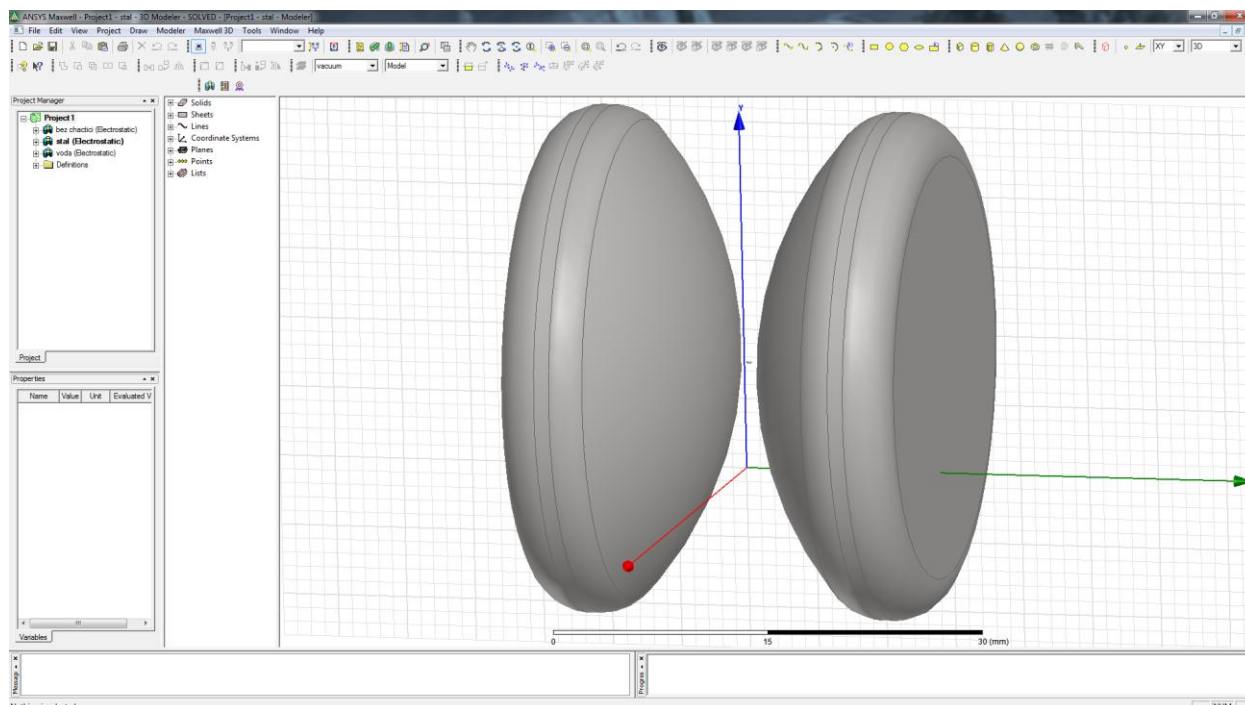 ANSYS Maxwell - Project1 - stal - 3D Modeler - SOLVED - [Project1 - stal - Modeler]
File Edit View Project Draw Modeler Maxwell 3D Tools Window Help
XY 3D
vacuum Model
Project Manager
Project1
bez chactici (Electrostatic)
stal (Electrostatic)
voda (Electrostatic)
Definitions
Project
Solids
Sheets
Lines
Coordinate Systems
Planes
Points
Lists
Properties
Name Value Unit Evaluated V
Variables
Y
0 15 30 (mm)
Message
Progres